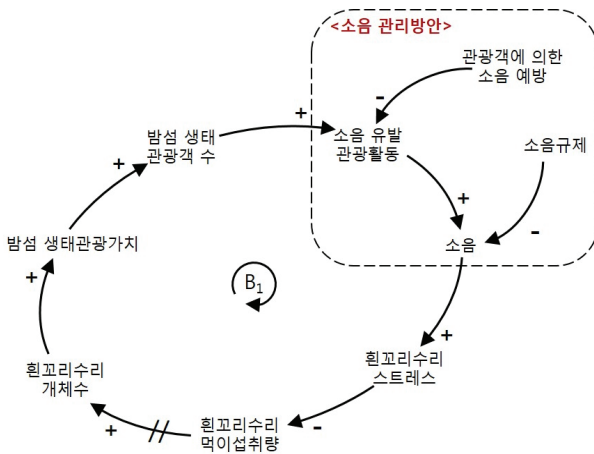 <소음 관리방안>
관광객에 의한
소음 예방
-
+
밤섬 생태
관광객 수
소음 유발
관광활동
소음규제
+
+
밤섬 생태관광가치
소음
-
+
B1
+
흰꼬리수리
스트레스
흰꼬리수리
개체수
+
흰꼬리수리
먹이섭취량
-